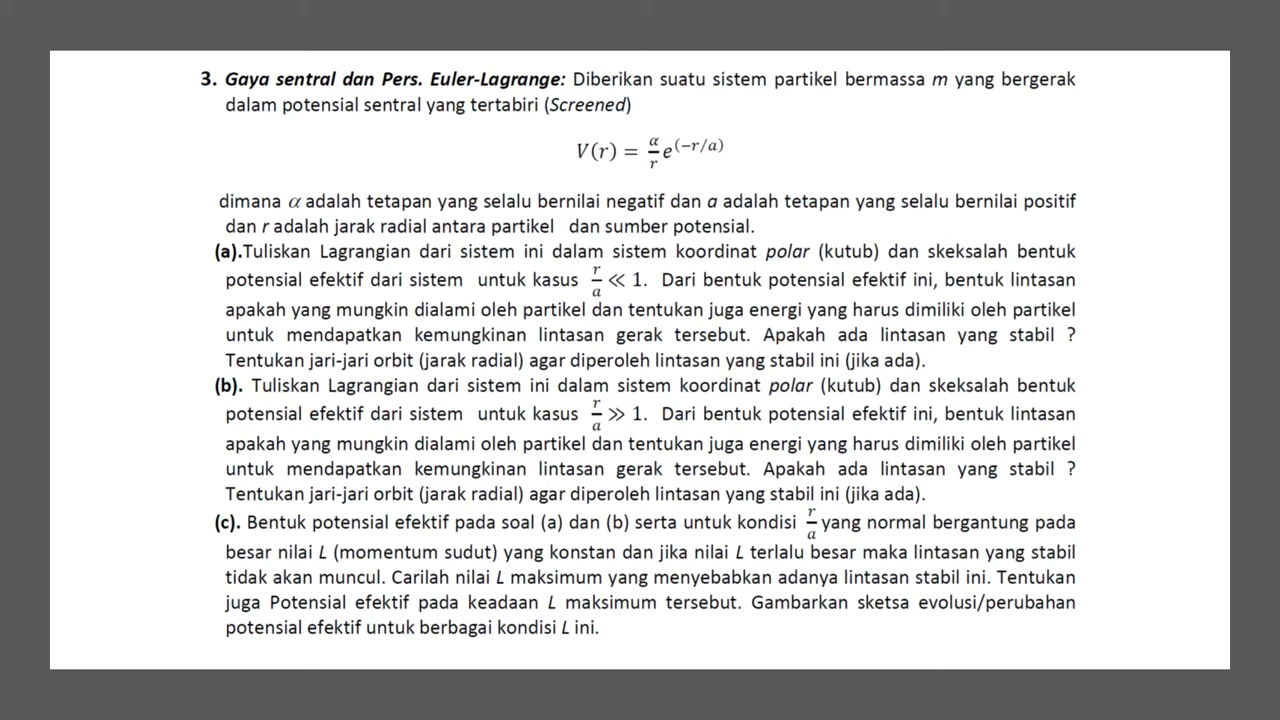 3. Gaya sentral dan Pers. Euler-Lagrange: Diberikan suatu sistem partikel bermassa m yang bergerak
dalam potensial sentral yang tertabiri (Screened)
V(r) = α/r e^(−r/a)
dimana α adalah tetapan yang selalu bernilai negatif dan a adalah tetapan yang selalu bernilai positif
dan r adalah jarak radial antara partikel dan sumber potensial.
(a).Tuliskan Lagrangian dari sistem ini dalam sistem koordinat polar (kutub) dan skeksalah bentuk
potensial efektif dari sistem untuk kasus r/a ≪ 1. Dari bentuk potensial efektif ini, bentuk lintasan
apakah yang mungkin dialami oleh partikel dan tentukan juga energi yang harus dimiliki oleh partikel
untuk mendapatkan kemungkinan lintasan gerak tersebut. Apakah ada lintasan yang stabil ?
Tentukan jari-jari orbit (jarak radial) agar diperoleh lintasan yang stabil ini (jika ada).
(b). Tuliskan Lagrangian dari sistem ini dalam sistem koordinat polar (kutub) dan skeksalah bentuk
potensial efektif dari sistem untuk kasus r/a ≫ 1. Dari bentuk potensial efektif ini, bentuk lintasan
apakah yang mungkin dialami oleh partikel dan tentukan juga energi yang harus dimiliki oleh partikel
untuk mendapatkan kemungkinan lintasan gerak tersebut. Apakah ada lintasan yang stabil ?
Tentukan jari-jari orbit (jarak radial) agar diperoleh lintasan yang stabil ini (jika ada).
(c). Bentuk potensial efektif pada soal (a) dan (b) serta untuk kondisi r/a yang normal bergantung pada
besar nilai L (momentum sudut) yang konstan dan jika nilai L terlalu besar maka lintasan yang stabil
tidak akan muncul. Carilah nilai L maksimum yang menyebabkan adanya lintasan stabil ini. Tentukan
juga Potensial efektif pada keadaan L maksimum tersebut. Gambarkan sketsa evolusi/perubahan
potensial efektif untuk berbagai kondisi L ini.